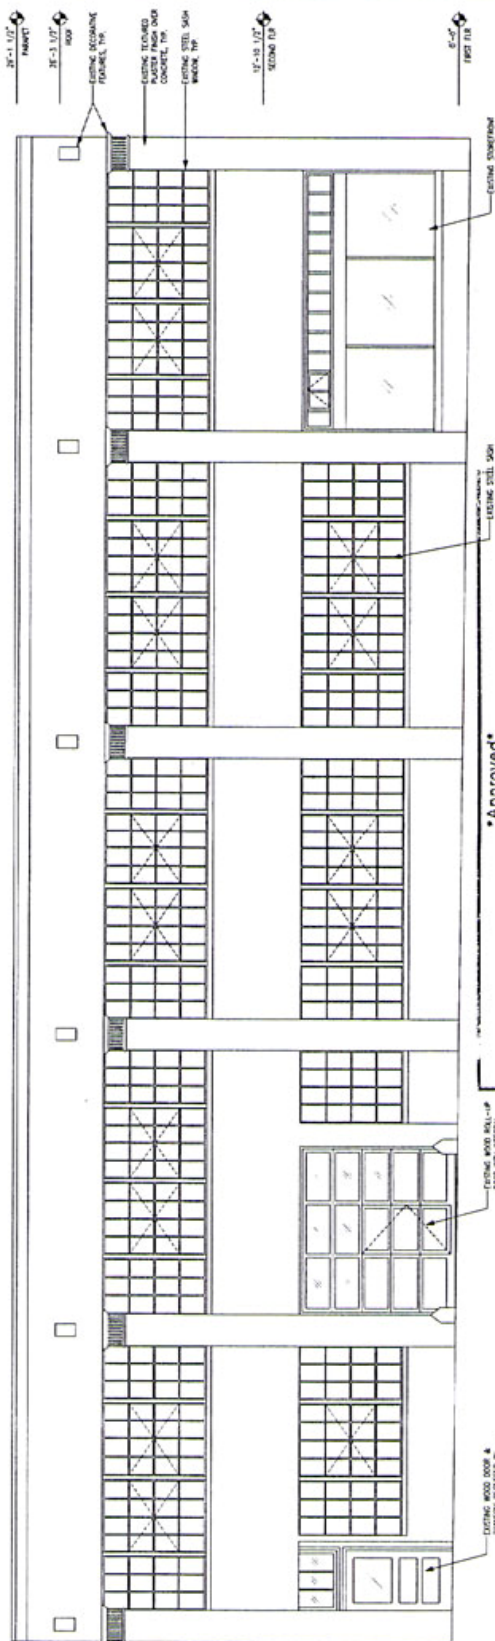 29'-1 1/2"
PARAPET
26'-3 1/2"
ROOF
EXISTING DECORATIVE
FEATURES, TYP.
EXISTING TEXTURED
PLASTER FINISH OVER
CONCRETE, TYP.
EXISTING STEEL SASH
WINDOW, TYP.
12'-10 1/2"
SECOND FLR
0'-0"
FIRST FLR
EXISTING STOREFRONT
EXISTING STEEL SASH
*Approved*
EXISTING WOOD ROLL-UP
EXISTING WOOD DOOR &